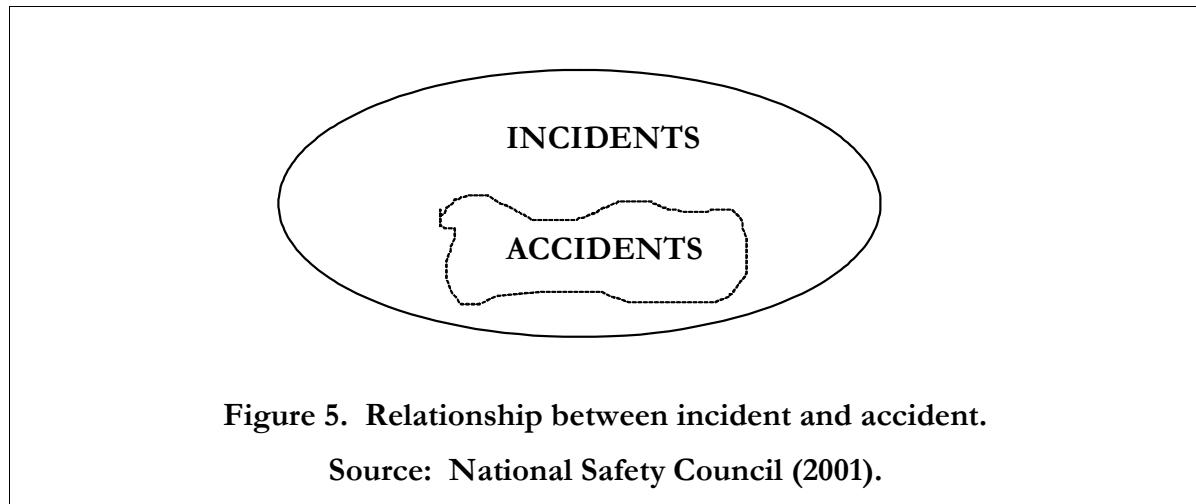 INCIDENTS
ACCIDENTS
Figure 5. Relationship between incident and accident.
Source: National Safety Council (2001).